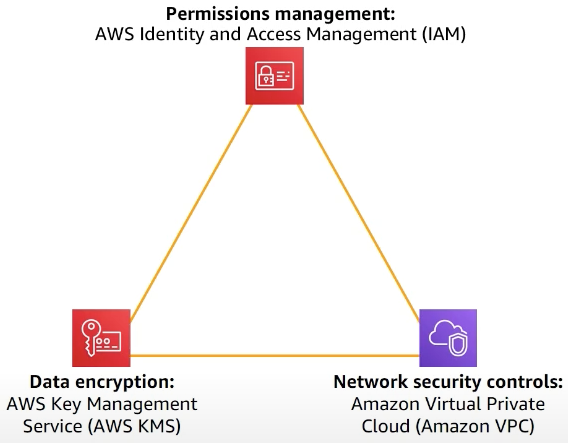 Permissions management:
AWS Identity and Access Management (IAM)
Data encryption:
AWS Key Management
Service (AWS KMS)
Network security controls:
Amazon Virtual Private
Cloud (Amazon VPC)